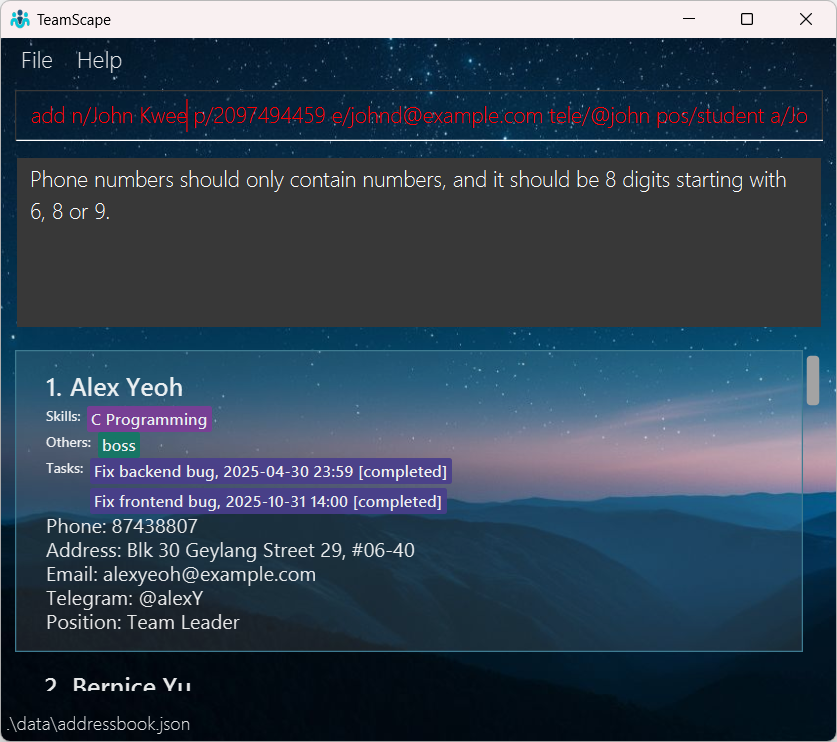 TeamScape
File Help
add n/John Kwee p/2097494459 e/johnd@example.com tele/@john pos/student a/Jo
Phone numbers should only contain numbers, and it should be 8 digits starting with
6, 8 or 9.
1. Alex Yeoh
Skills: C Programming
Others: boss
Tasks: Fix backend bug, 2025-04-30 23:59 [completed]
Fix frontend bug, 2025-10-31 14:00 [completed]
Phone: 87438807
Address: Blk 30 Geylang Street 29, #06-40
Email: alexyeoh@example.com
Telegram: @alexY
Position: Team Leader
2. Bernice Yu
.\data\addressbook.json